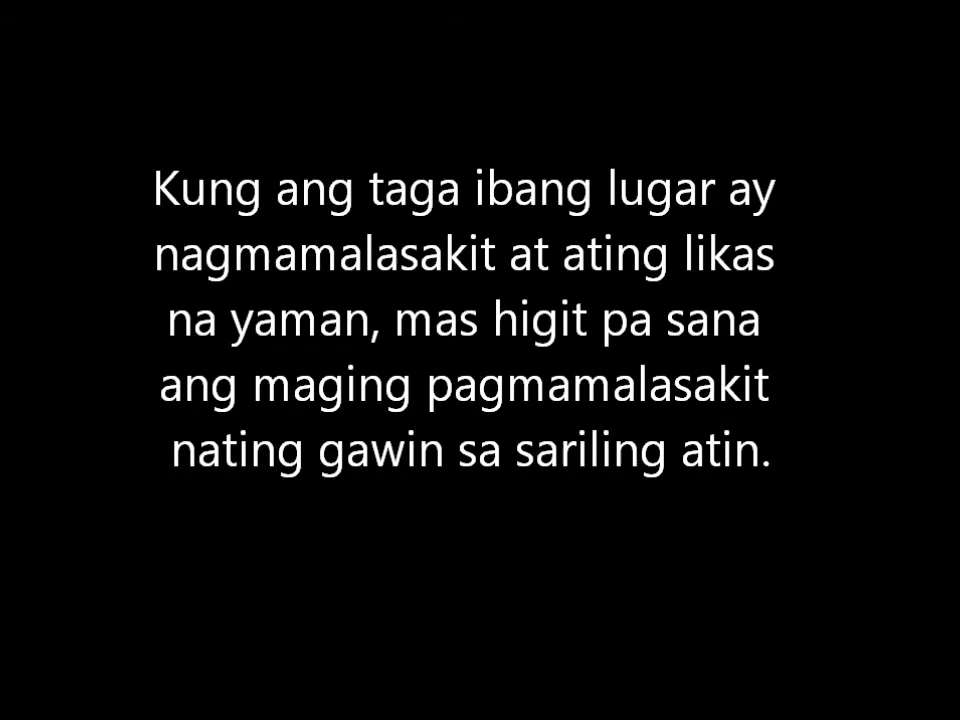 Kung ang taga ibang lugar ay
nagmamalasakit at ating likas
na yaman, mas higit pa sana
ang maging pagmamalasakit
nating gawin sa sariling atin.